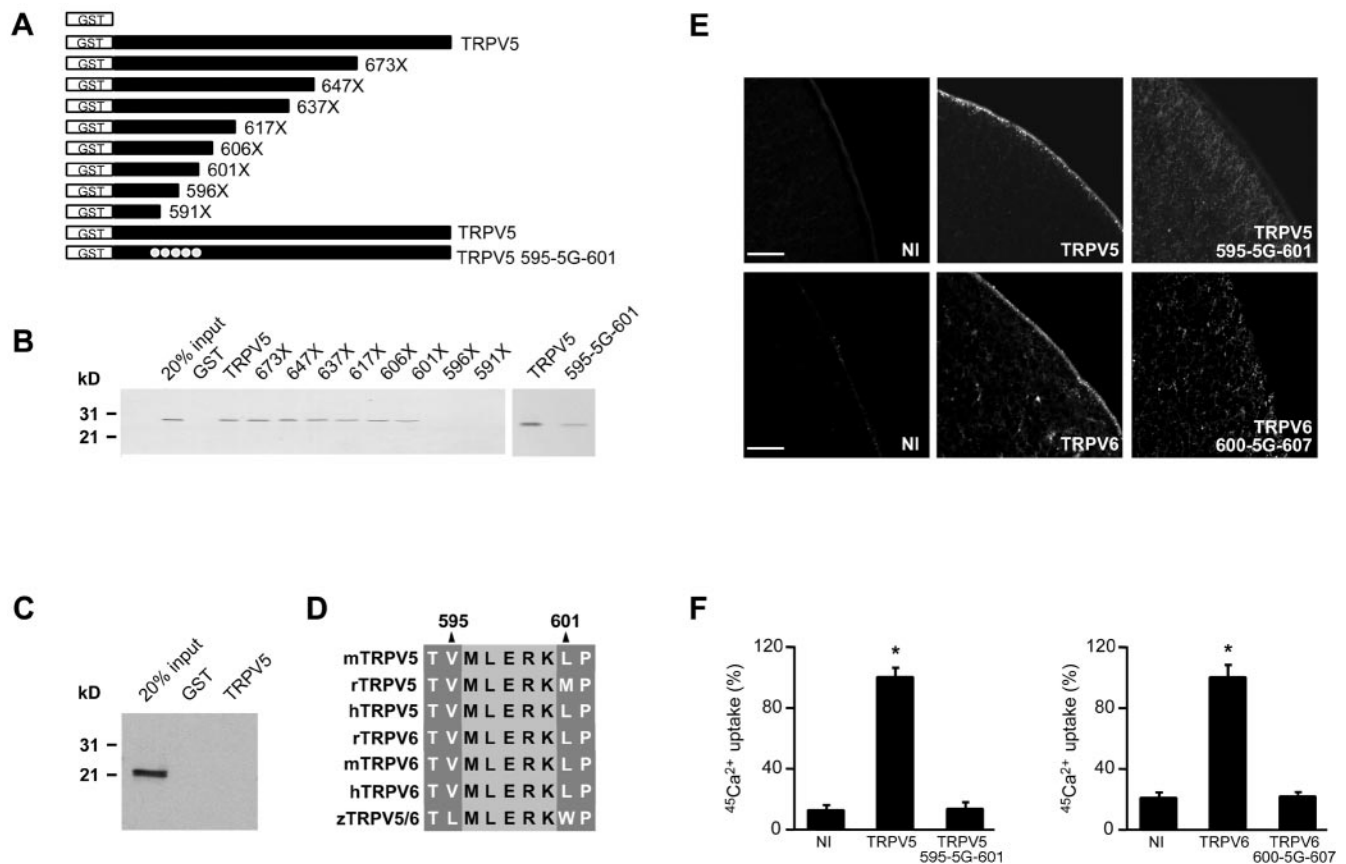 A
GST
GST TRPV5
GST 673X
GST 647X
GST 637X
GST 617X
GST 606X
GST 601X
GST 596X
GST 591X
GST TRPV5
GST TRPV5 595-5G-601
B
kD
20% input GST TRPV5 673X 647X 637X 617X 606X 601X 596X 591X TRPV5 595-5G-601
31
21
C
kD
20% input GST TRPV5
31
21
D
595 601
mTRPV5 T V M L E R K L P
rTRPV5 T V M L E R K M P
hTRPV5 T V M L E R K L P
rTRPV6 T V M L E R K L P
mTRPV6 T V M L E R K L P
hTRPV6 T V M L E R K L P
zTRPV5/6 T L M L E R K W P
E
NI
TRPV5
TRPV5
595-5G-601
NI
TRPV6
TRPV6
600-5G-607
F
45Ca2+ uptake (%)
120
80
40
0
*
NI TRPV5 TRPV5
595-5G-601
45Ca2+ uptake (%)
120
80
40
0
*
NI TRPV6 TRPV6
600-5G-607